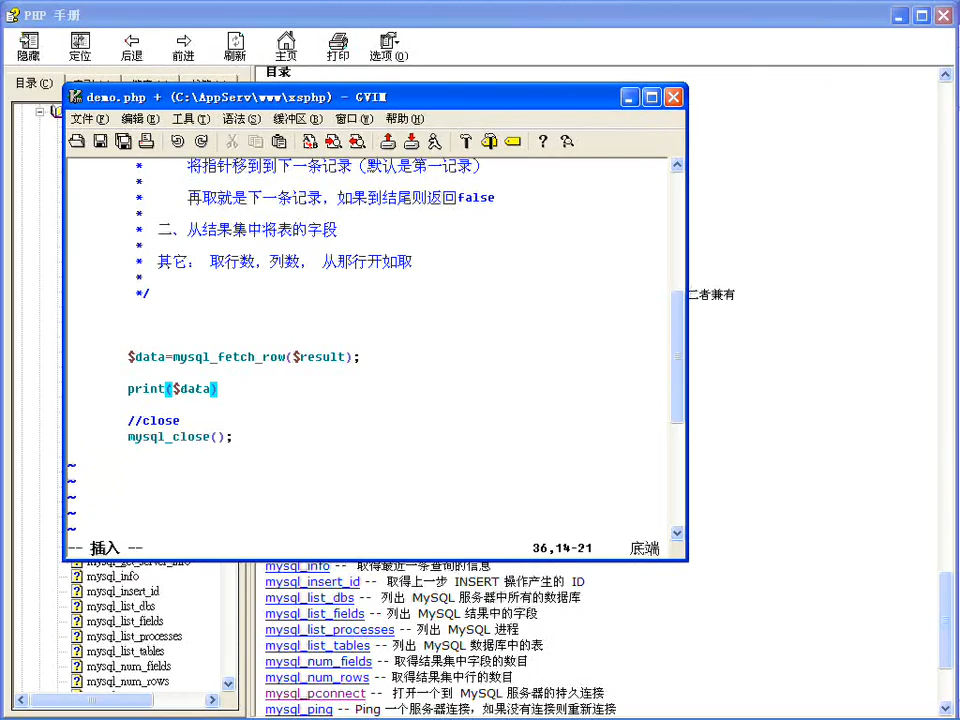 PHP 手册
隐藏 定位 后退 前进 刷新 主页 打印 选项(O)
目录(C)
目录
demo.php + (C:\AppServ\www\xsphp) - GVIM
文件(F) 编辑(E) 工具(T) 语法(S) 缓冲区(B) 窗口(W) 帮助(H)
* 将指针移到到下一条记录(默认是第一记录)
*
* 再取就是下一条记录, 如果到结尾则返回false
*
* 二、从结果集中将表的字段
*
* 其它: 取行数, 列数, 从那行开如取
*
*/
二者兼有
$data=mysql_fetch_row($result);
print($data)
//close
mysql_close();
~
~
~
~
~
-- 插入 -- 36,14-21 底端
mysql_get_server_info
mysql_info
mysql_insert_id
mysql_list_dbs
mysql_list_fields
mysql_list_processes
mysql_list_tables
mysql_num_fields
mysql_num_rows
mysql_info -- 取得最近一条查询的信息
mysql_insert_id -- 取得上一步 INSERT 操作产生的 ID
mysql_list_dbs -- 列出 MySQL 服务器中所有的数据库
mysql_list_fields -- 列出 MySQL 结果中的字段
mysql_list_processes -- 列出 MySQL 进程
mysql_list_tables -- 列出 MySQL 数据库中的表
mysql_num_fields -- 取得结果集中字段的数目
mysql_num_rows -- 取得结果集中行的数目
mysql_pconnect -- 打开一个到 MySQL 服务器的持久连接
mysql_ping -- Ping 一个服务器连接，如果没有连接则重新连接